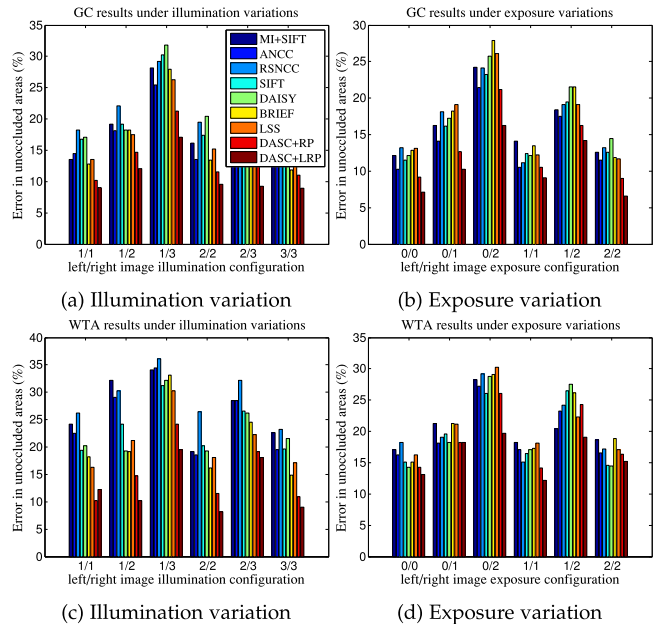 GC results under illumination variations
Error in unoccluded areas (%)
35
30
25
20
15
10
5
0
MI+SIFT
ANCC
RSNCC
SIFT
DAISY
BRIEF
LSS
DASC+RP
DASC+LRP
1/1 1/2 1/3 2/2 2/3 3/3
left/right image illumination configuration
(a) Illumination variation
GC results under exposure variations
Error in unoccluded areas (%)
30
25
20
15
10
5
0
0/0 0/1 0/2 1/1 1/2 2/2
left/right image exposure configuration
(b) Exposure variation
WTA results under illumination variations
Error in unoccluded areas (%)
40
35
30
25
20
15
10
5
0
1/1 1/2 1/3 2/2 2/3 3/3
left/right image illumination configuration
(c) Illumination variation
WTA results under exposure variations
Error in unoccluded areas (%)
35
30
25
20
15
10
5
0
0/0 0/1 0/2 1/1 1/2 2/2
left/right image exposure configuration
(d) Exposure variation